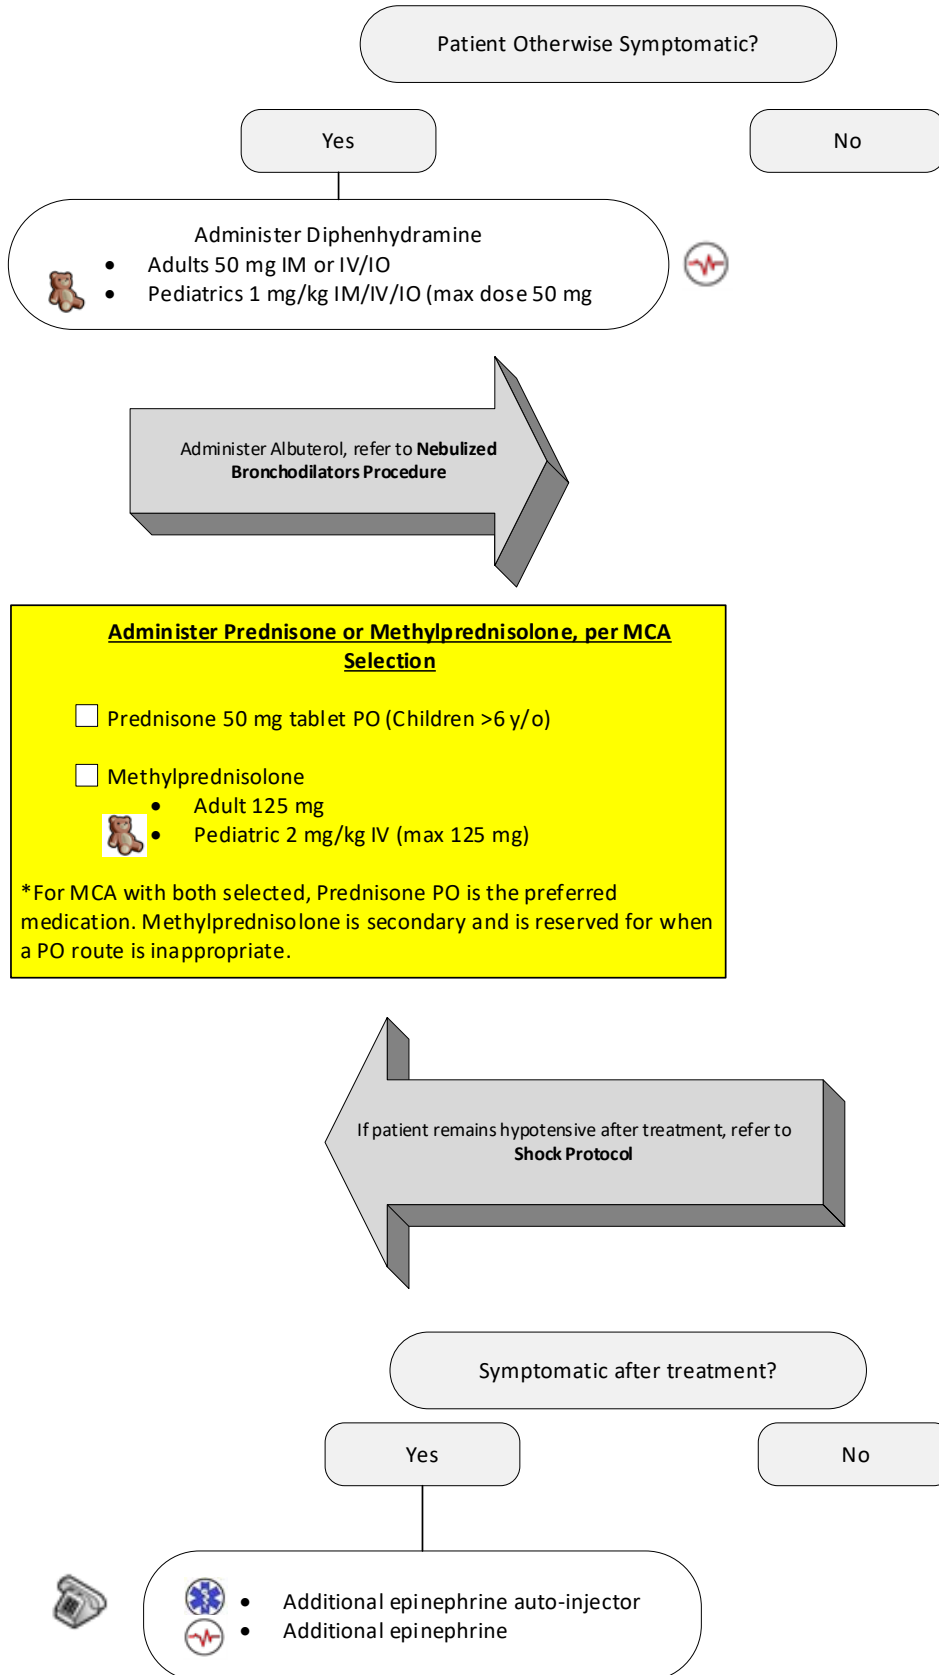 Patient Otherwise Symptomatic?
Yes
No
Administer Diphenhydramine
• Adults 50 mg IM or IV/IO
• Pediatrics 1 mg/kg IM/IV/IO (max dose 50 mg
Administer Albuterol, refer to Nebulized
Bronchodilators Procedure
Administer Prednisone or Methylprednisolone, per MCA
Selection
Prednisone 50 mg tablet PO (Children >6 y/o)
Methylprednisolone
• Adult 125 mg
• Pediatric 2 mg/kg IV (max 125 mg)
*For MCA with both selected, Prednisone PO is the preferred
medication. Methylprednisolone is secondary and is reserved for when
a PO route is inappropriate.
If patient remains hypotensive after treatment, refer to
Shock Protocol
Symptomatic after treatment?
Yes
No
• Additional epinephrine auto-injector
• Additional epinephrine